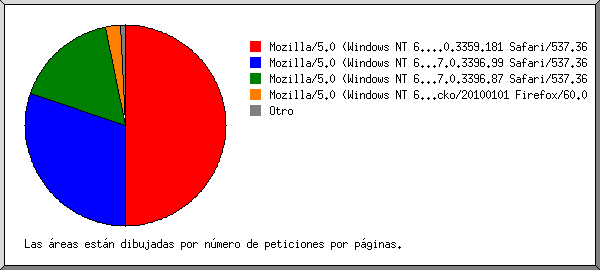 Mozilla/5.0 (Windows NT 6....0.3359.181 Safari/537.36
Mozilla/5.0 (Windows NT 6...7.0.3396.99 Safari/537.36
Mozilla/5.0 (Windows NT 6...7.0.3396.87 Safari/537.36
Mozilla/5.0 (Windows NT 6...cko/20100101 Firefox/60.0
Otro
Las áreas están dibujadas por número de peticiones por páginas.